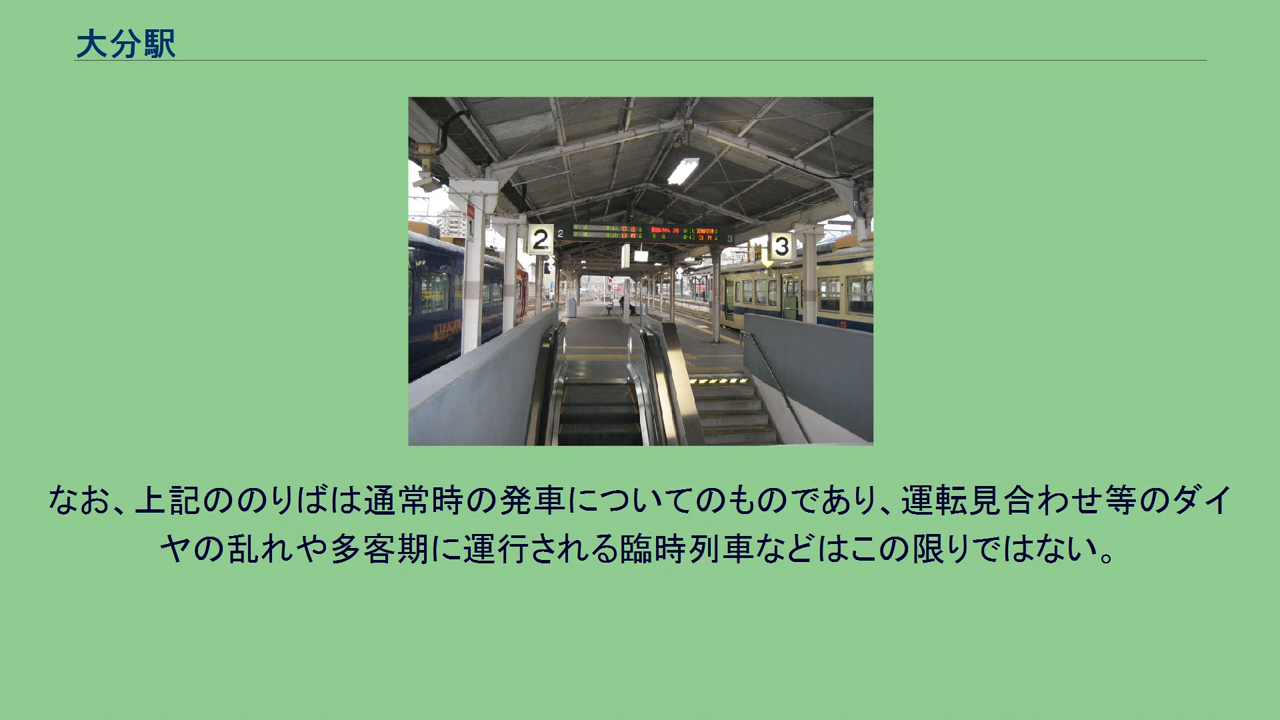 大分駅
2
2
3
3
なお、上記ののりばは通常時の発車についてのものであり、運転見合わせ等のダイ
ヤの乱れや多客期に運行される臨時列車などはこの限りではない。